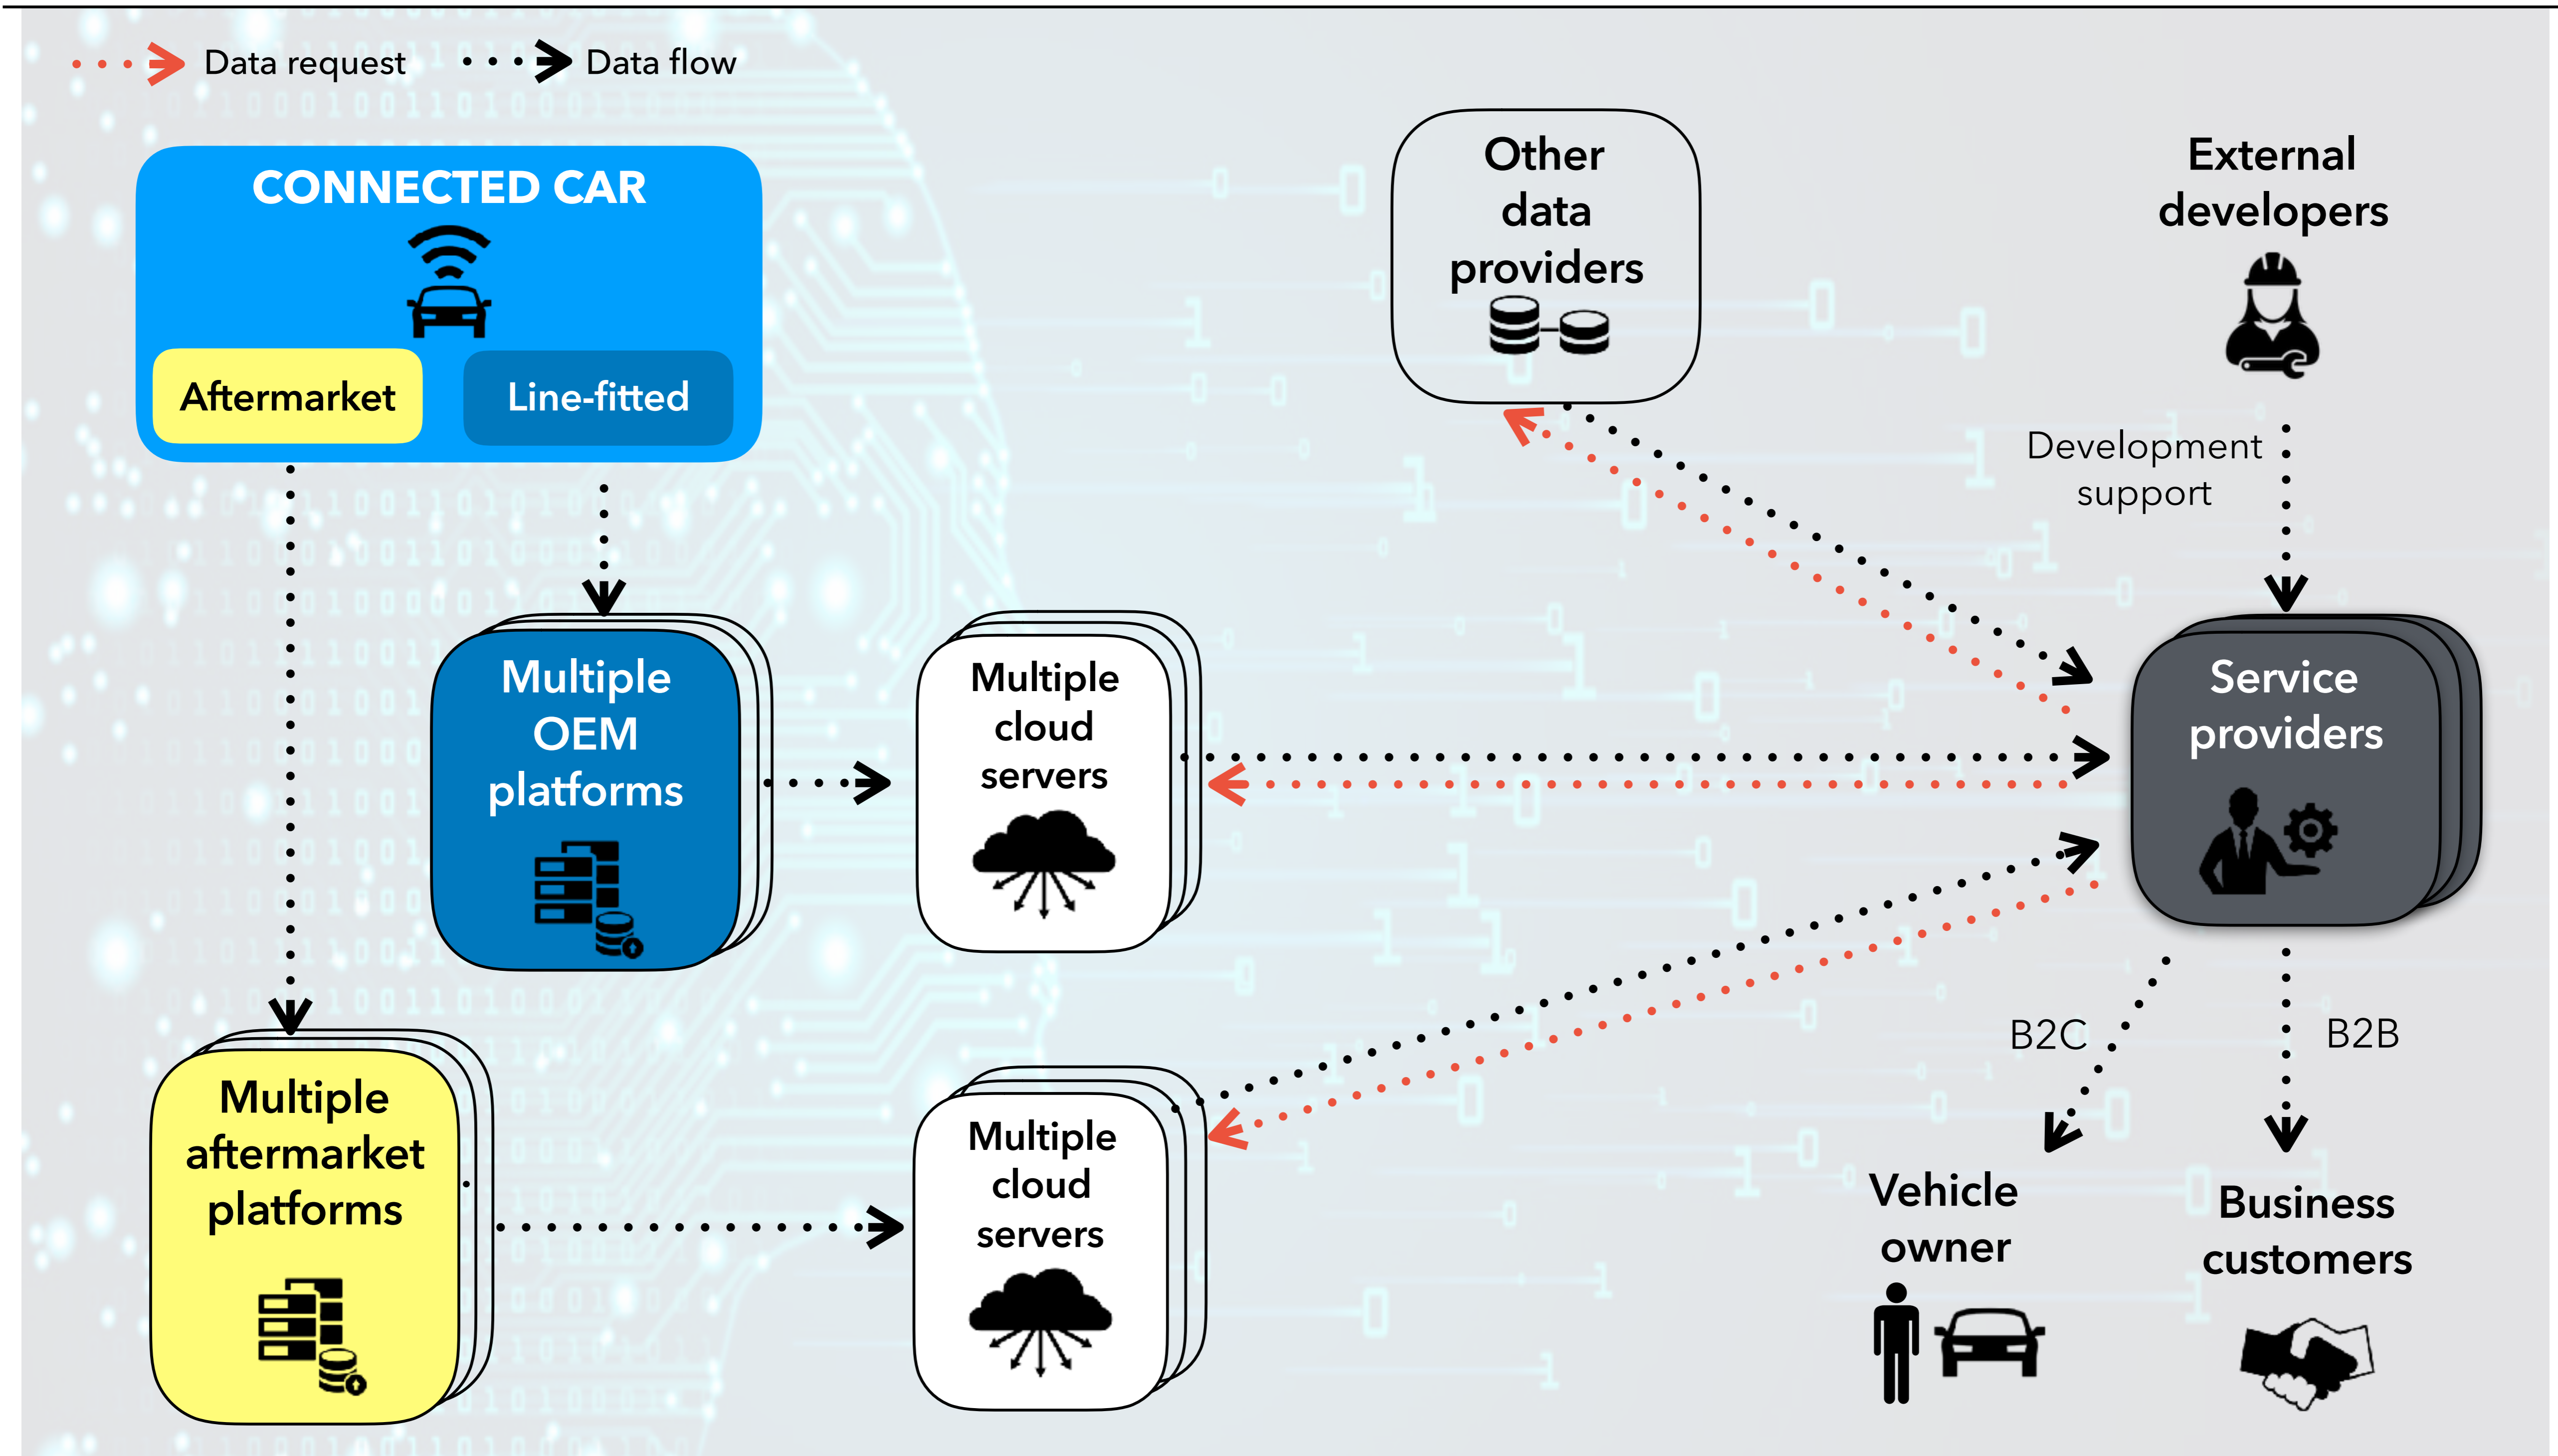 Data request
Data flow
CONNECTED CAR
Aftermarket
Line-fitted
Other
data
providers
External
developers
Development
support
Multiple
OEM
platforms
Multiple
cloud
servers
Service
providers
B2C
B2B
Multiple
aftermarket
platforms
Multiple
cloud
servers
Vehicle
owner
Business
customers